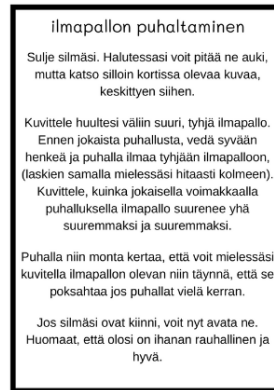 ilmapallon puhaltaminen
Sulje silmäsi. Halutessasi voit pitää ne auki,
mutta katso silloin kortissa olevaa kuvaa,
keskittyen siihen.
Kuvittele huultesi väliin suuri, tyhjä ilmapallo.
Ennen jokaista puhallusta, vedä syvään
henkeä ja puhalla ilmaa tyhjään ilmapalloon,
(laskien samalla mielessäsi hitaasti kolmeen).
Kuvittele, kuinka jokaisella voimakkaalla
puhalluksella ilmapallo suurenee yhä
suuremmaksi ja suuremmaksi.
Puhalla niin monta kertaa, että voit mielessäsi
kuvitella ilmapallon olevan niin täynnä, että se
poksahtaa jos puhallat vielä kerran.
Jos silmäsi ovat kiinni, voit nyt avata ne.
Huomaat, että olosi on ihanan rauhallinen ja
hyvä.